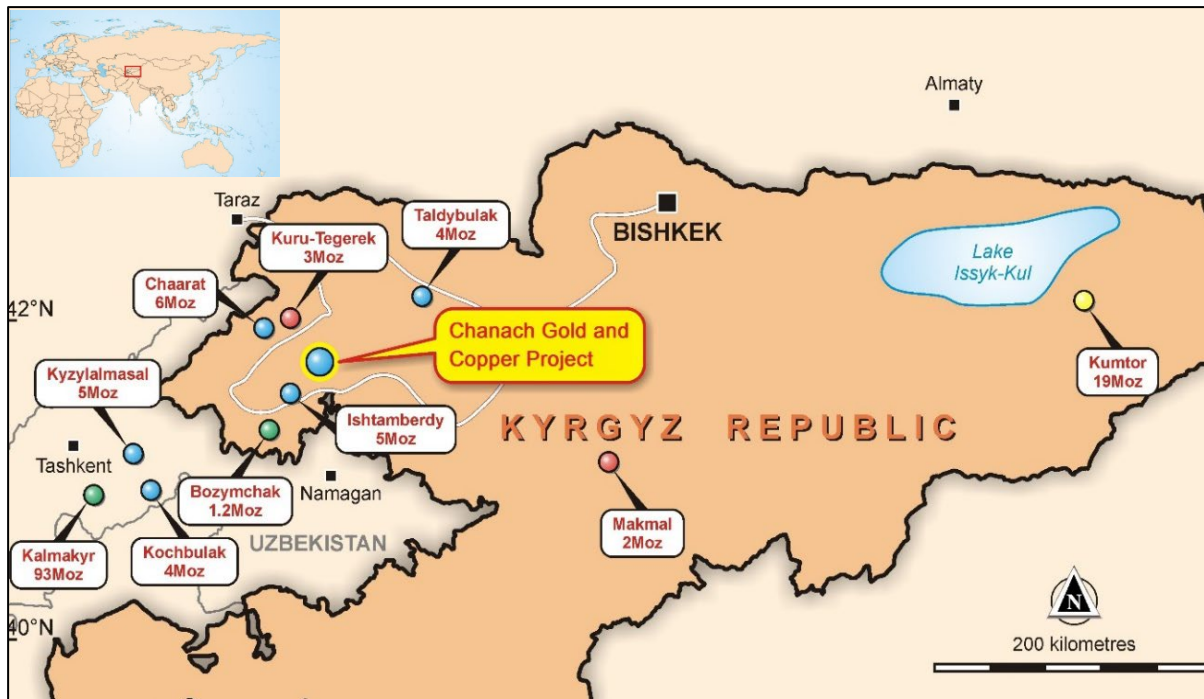 Almaty
Taraz
Taldybulak
4Moz
BISHKEK
Kuru-Tegerek
3Moz
Lake
Issyk-Kul
Chaarat
6Moz
42°N
Chanach Gold and
Copper Project
Kumtor
19Moz
Kyzylalmasal
5Moz
Ishtamberdy
5Moz
KYRGYZ REPUBLIC
Tashkent
Bozymchak
1.2Moz
Namagan
Makmal
2Moz
UZBEKISTAN
Kalmakyr
93Moz
Kochbulak
4Moz
N
40°N
200 kilometres